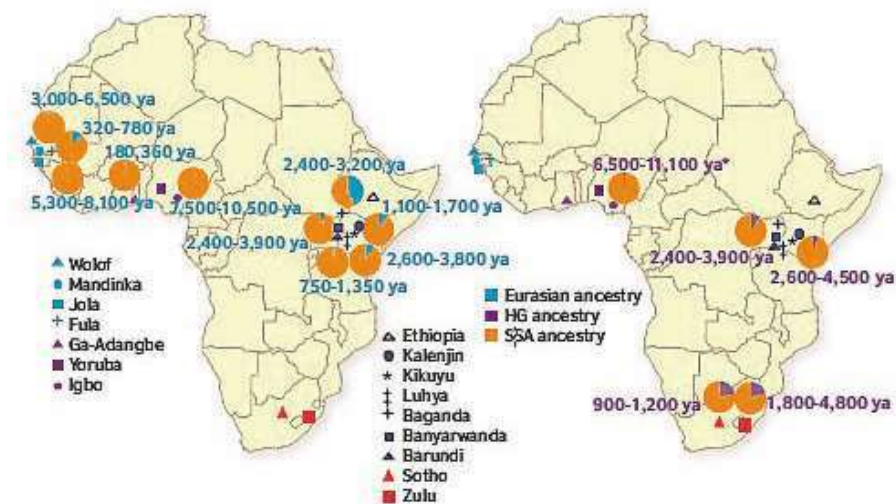 3,000-6,500 ya
320-780 ya
180,360 ya
5,300-8,100 ya
7,500-10,500 ya
2,400-3,200 ya
1,100-1,700 ya
2,400-3,900 ya
2,600-3,800 ya
750-1,350 ya
Wolof
Mandinka
Jola
Fula
Ga-Adangbe
Yoruba
Igbo
Ethiopia
Kalenjin
Kikuyu
Luhya
Baganda
Banyarwanda
Barundi
Sotho
Zulu
6,500-11,100 ya*
2,400-3,900 ya
2,600-4,500 ya
Eurasian ancestry
HG ancestry
SSA ancestry
900-1,200 ya
1,800-4,800 ya